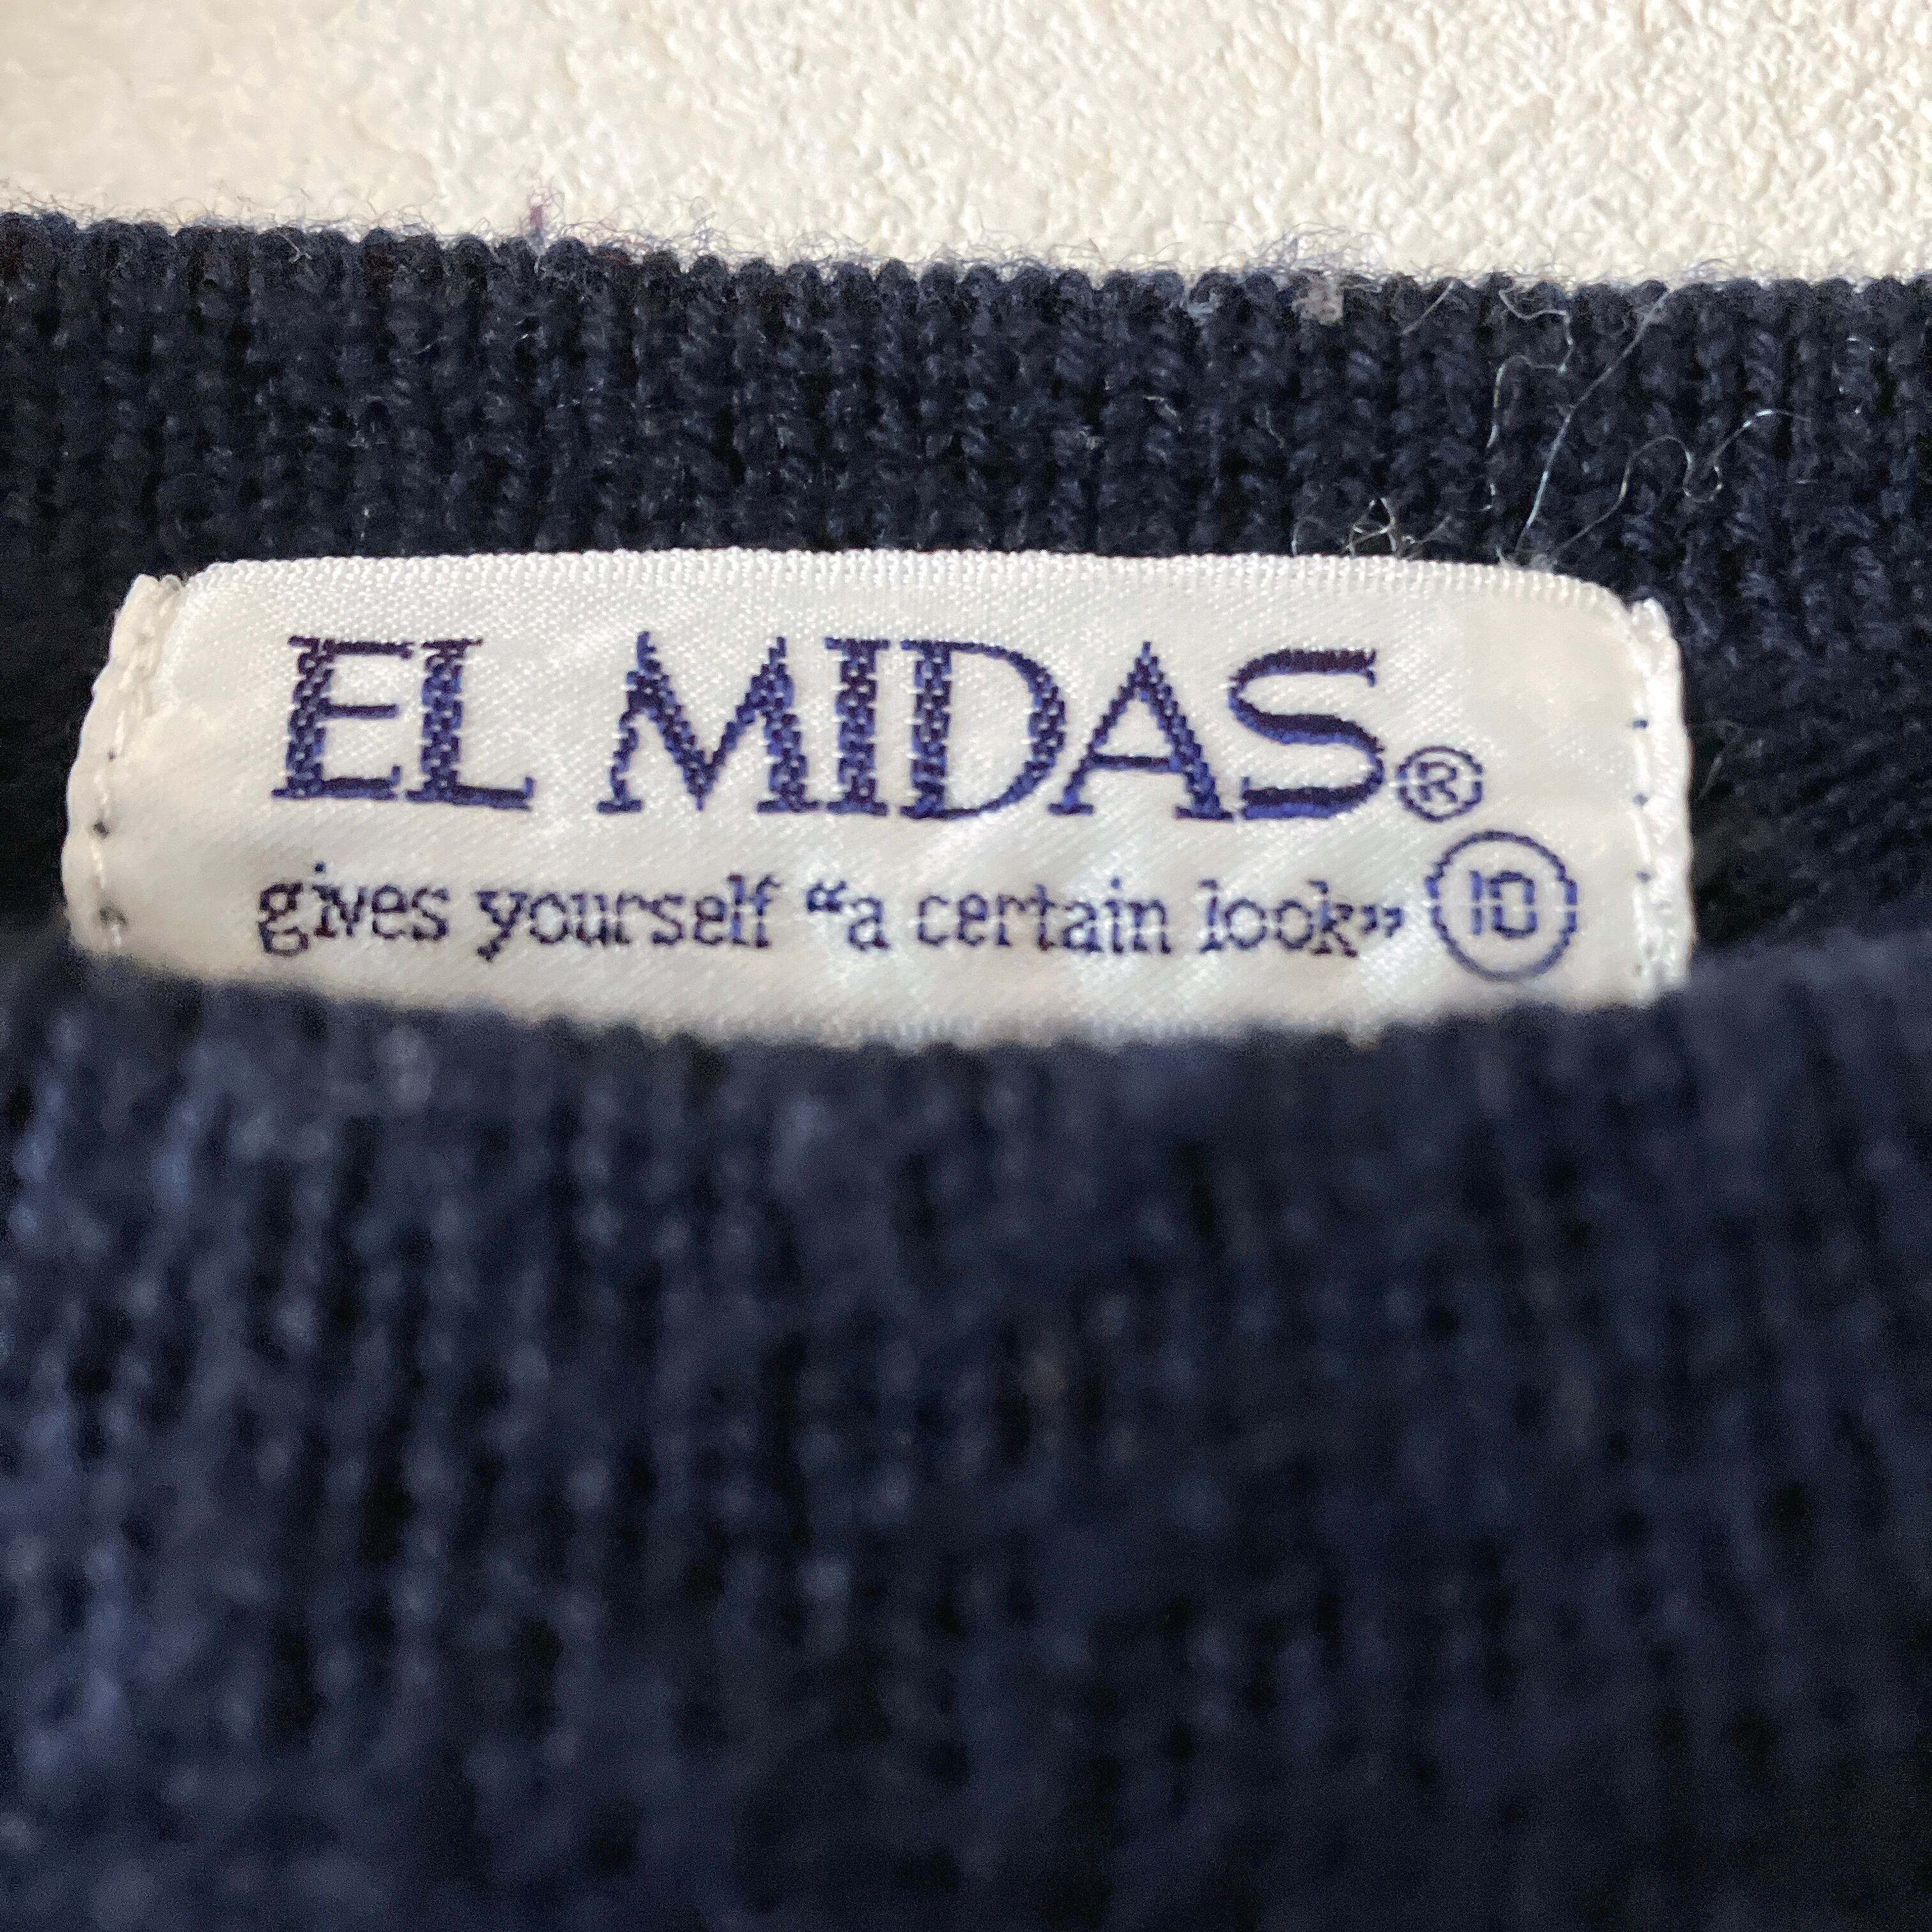 EL MIDAS®
gives yourself “a certain look” 10